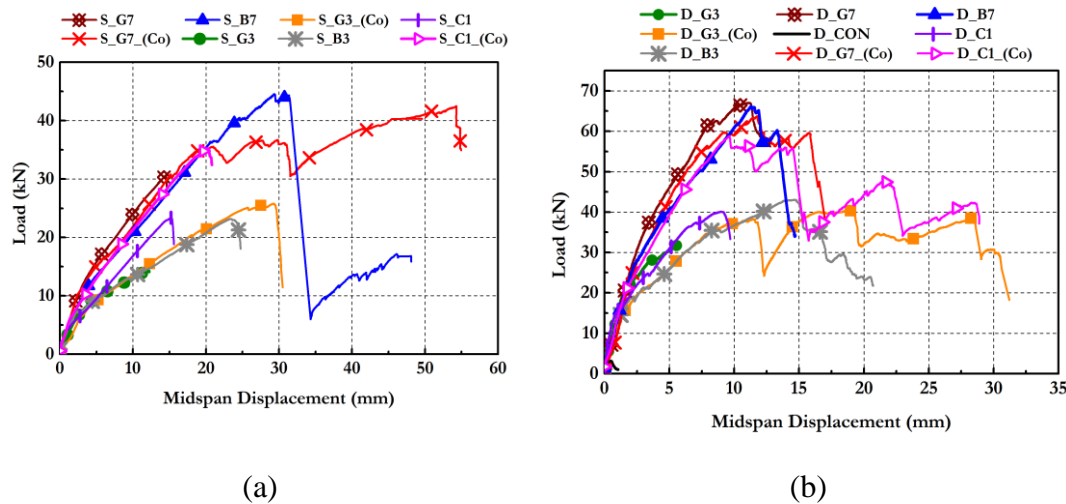 (a)
S_G7 S_B7 S_G3_(Co) S_C1
S_G7_(Co) S_G3 S_B3 S_C1_(Co)
50
40
30
20
10
0
Load (kN)
0 10 20 30 40 50 60
Midspan Displacement (mm)
(a)
(b)
D_G3 D_G7 D_B7
D_G3_(Co) D_CON D_C1
D_B3 D_G7_(Co) D_C1_(Co)
70
60
50
40
30
20
10
0
Load (kN)
0 5 10 15 20 25 30 35
Midspan Displacement (mm)
(b)